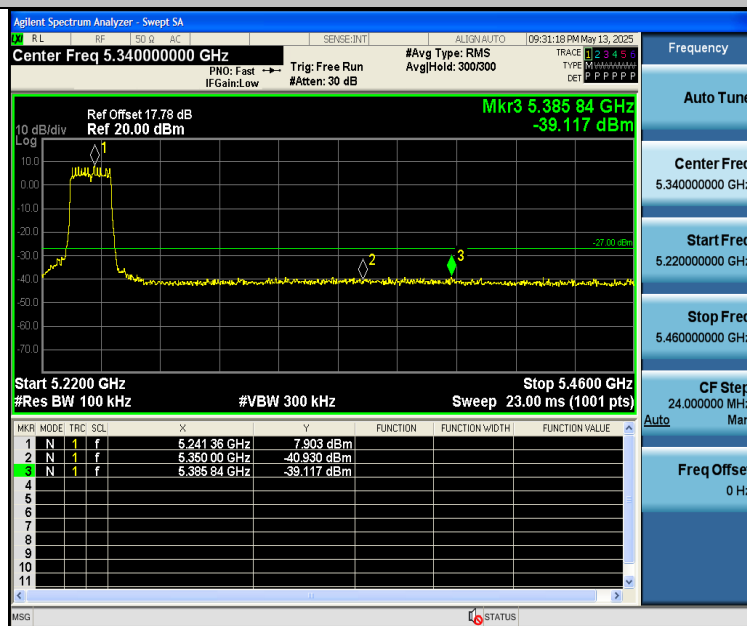 Agilent Spectrum Analyzer - Swept SA
RL RF 50 Ω AC SENSE:INT ALIGN AUTO 09:31:18 PM May 13, 2025
Center Freq 5.340000000 GHz
PNO: Fast
IFGain:Low
Trig: Free Run
#Atten: 30 dB
#Avg Type: RMS
Avg|Hold: 300/300
TRACE 1 2 3 4 5 6
TYPE M
DET P P P P P P
Ref Offset 17.78 dB
10 dB/div Ref 20.00 dBm
Log
Mkr3 5.385 84 GHz
-39.117 dBm
10.0
0.00
-10.0
-20.0
-30.0
-40.0
-50.0
-60.0
-70.0
1
2
3
-27.00 dBm
Start 5.2200 GHz Stop 5.4600 GHz
#Res BW 100 kHz #VBW 300 kHz Sweep 23.00 ms (1001 pts)
MKR MODE TRC SCL X Y FUNCTION FUNCTION WIDTH FUNCTION VALUE
1 N 1 f 5.241 36 GHz 7.903 dBm
2 N 1 f 5.350 00 GHz -40.930 dBm
3 N 1 f 5.385 84 GHz -39.117 dBm
4
5
6
7
8
9
10
11
MSG STATUS
Frequency
Auto Tune
Center Freq
5.340000000 GHz
Start Freq
5.220000000 GHz
Stop Freq
5.460000000 GHz
CF Step
24.000000 MHz
Auto Man
Freq Offset
0 Hz